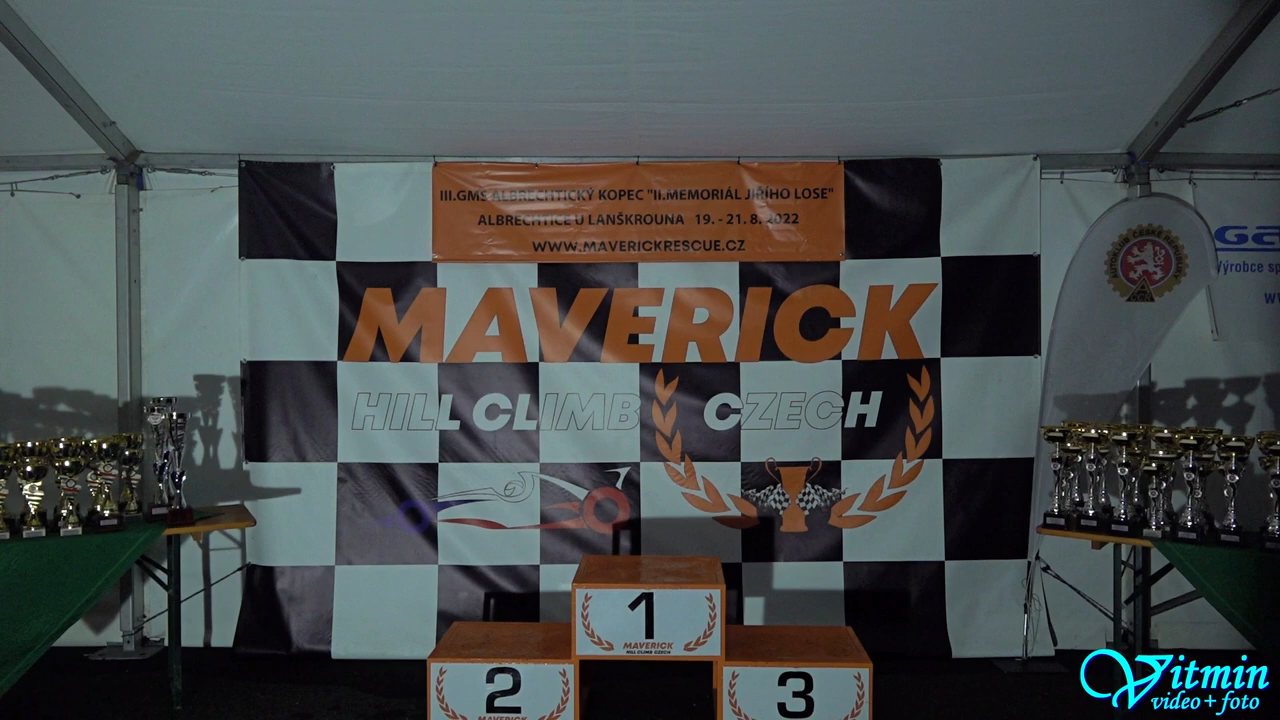 III.GMS ALBRECHTICKÝ KOPEC "II.MEMORIÁL JIŘÍHO LOSE"
ALBRECHTICE U LANŠKROUNA 19. - 21. 8. 2022
WWW.MAVERICKRESCUE.CZ
MAVERICK
HILL CLIMB CZECH
Výrobce
1
MAVERICK
HILL CLIMB CZECH
2
MAVERICK
3
Vitmin
video+foto